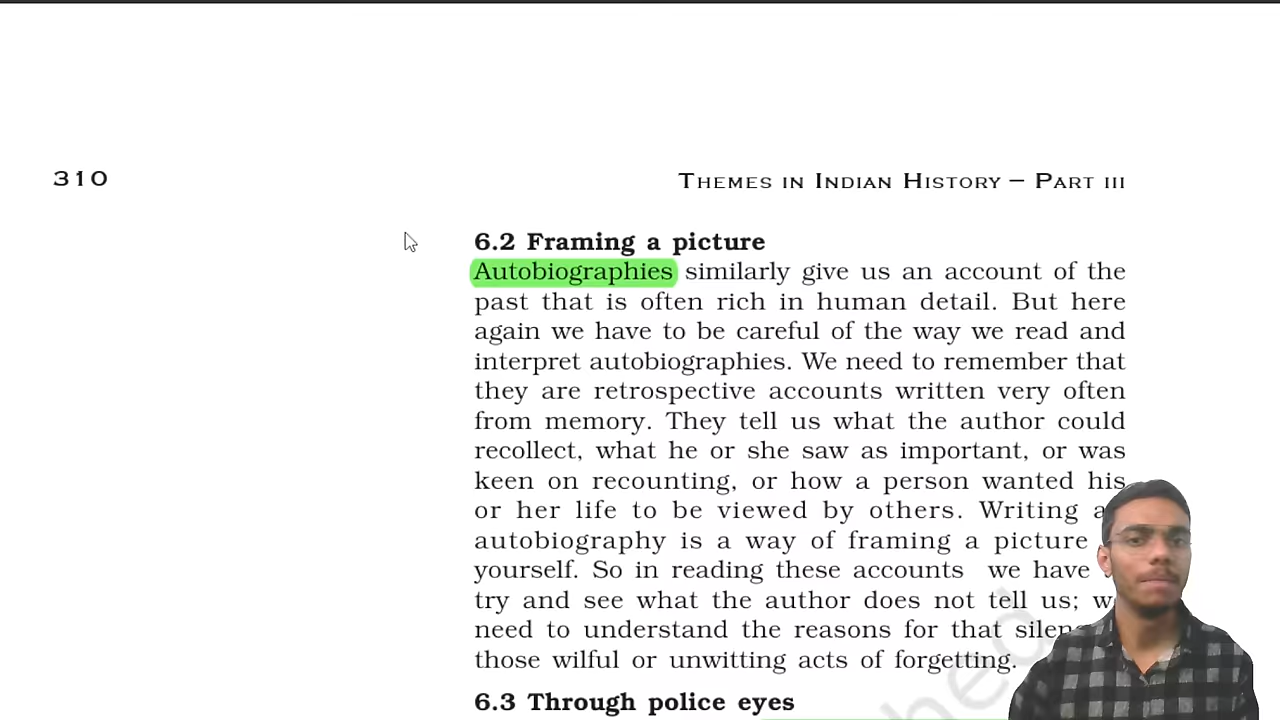 310
THEMES IN INDIAN HISTORY – PART III
6.2 Framing a picture
Autobiographies similarly give us an account of the
past that is often rich in human detail. But here
again we have to be careful of the way we read and
interpret autobiographies. We need to remember that
they are retrospective accounts written very often
from memory. They tell us what the author could
recollect, what he or she saw as important, or was
keen on recounting, or how a person wanted his
or her life to be viewed by others. Writing
autobiography is a way of framing a picture
yourself. So in reading these accounts we have
try and see what the author does not tell us;
need to understand the reasons for that
those wilful or unwitting acts of forgetting.
6.3 Through police eyes